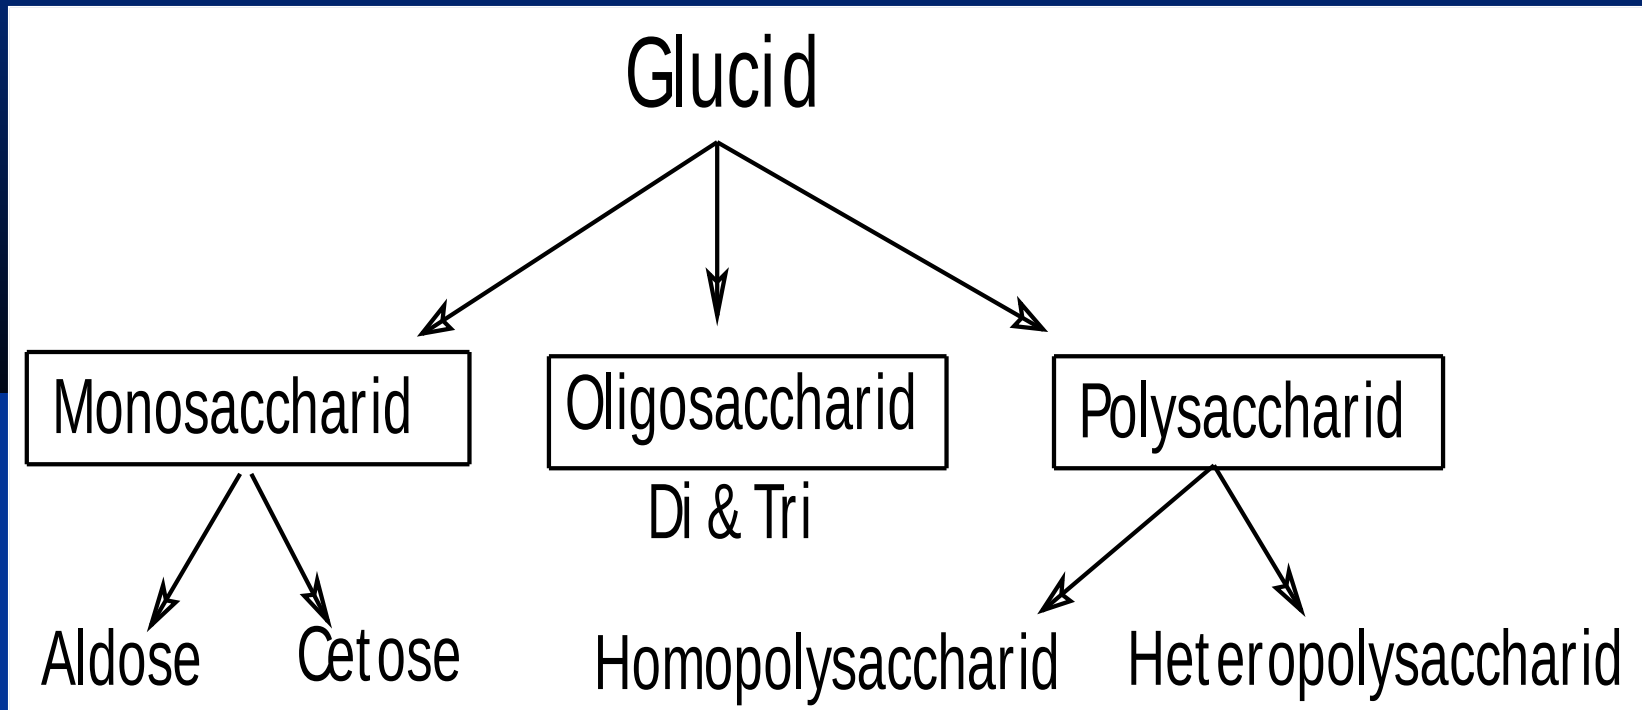 Glucid
Monosaccharid
Oligosaccharid
Polysaccharid
Di & Tri
Aldose
Cetose
Homopolysaccharid
Heteropolysaccharid